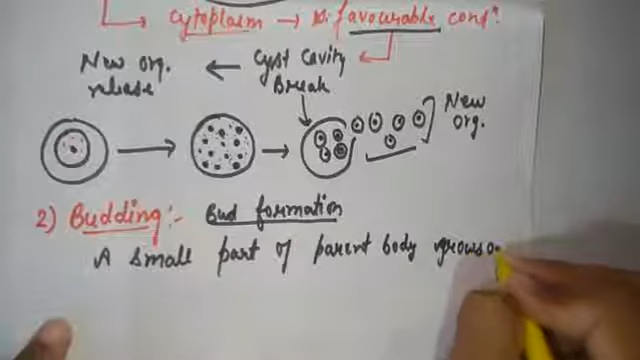 Cytoplasm → favourable condⁿ.
New org. release ← Cyst Cavity Break
New org.
2) Budding:- Bud formation
A small part of parent body grows